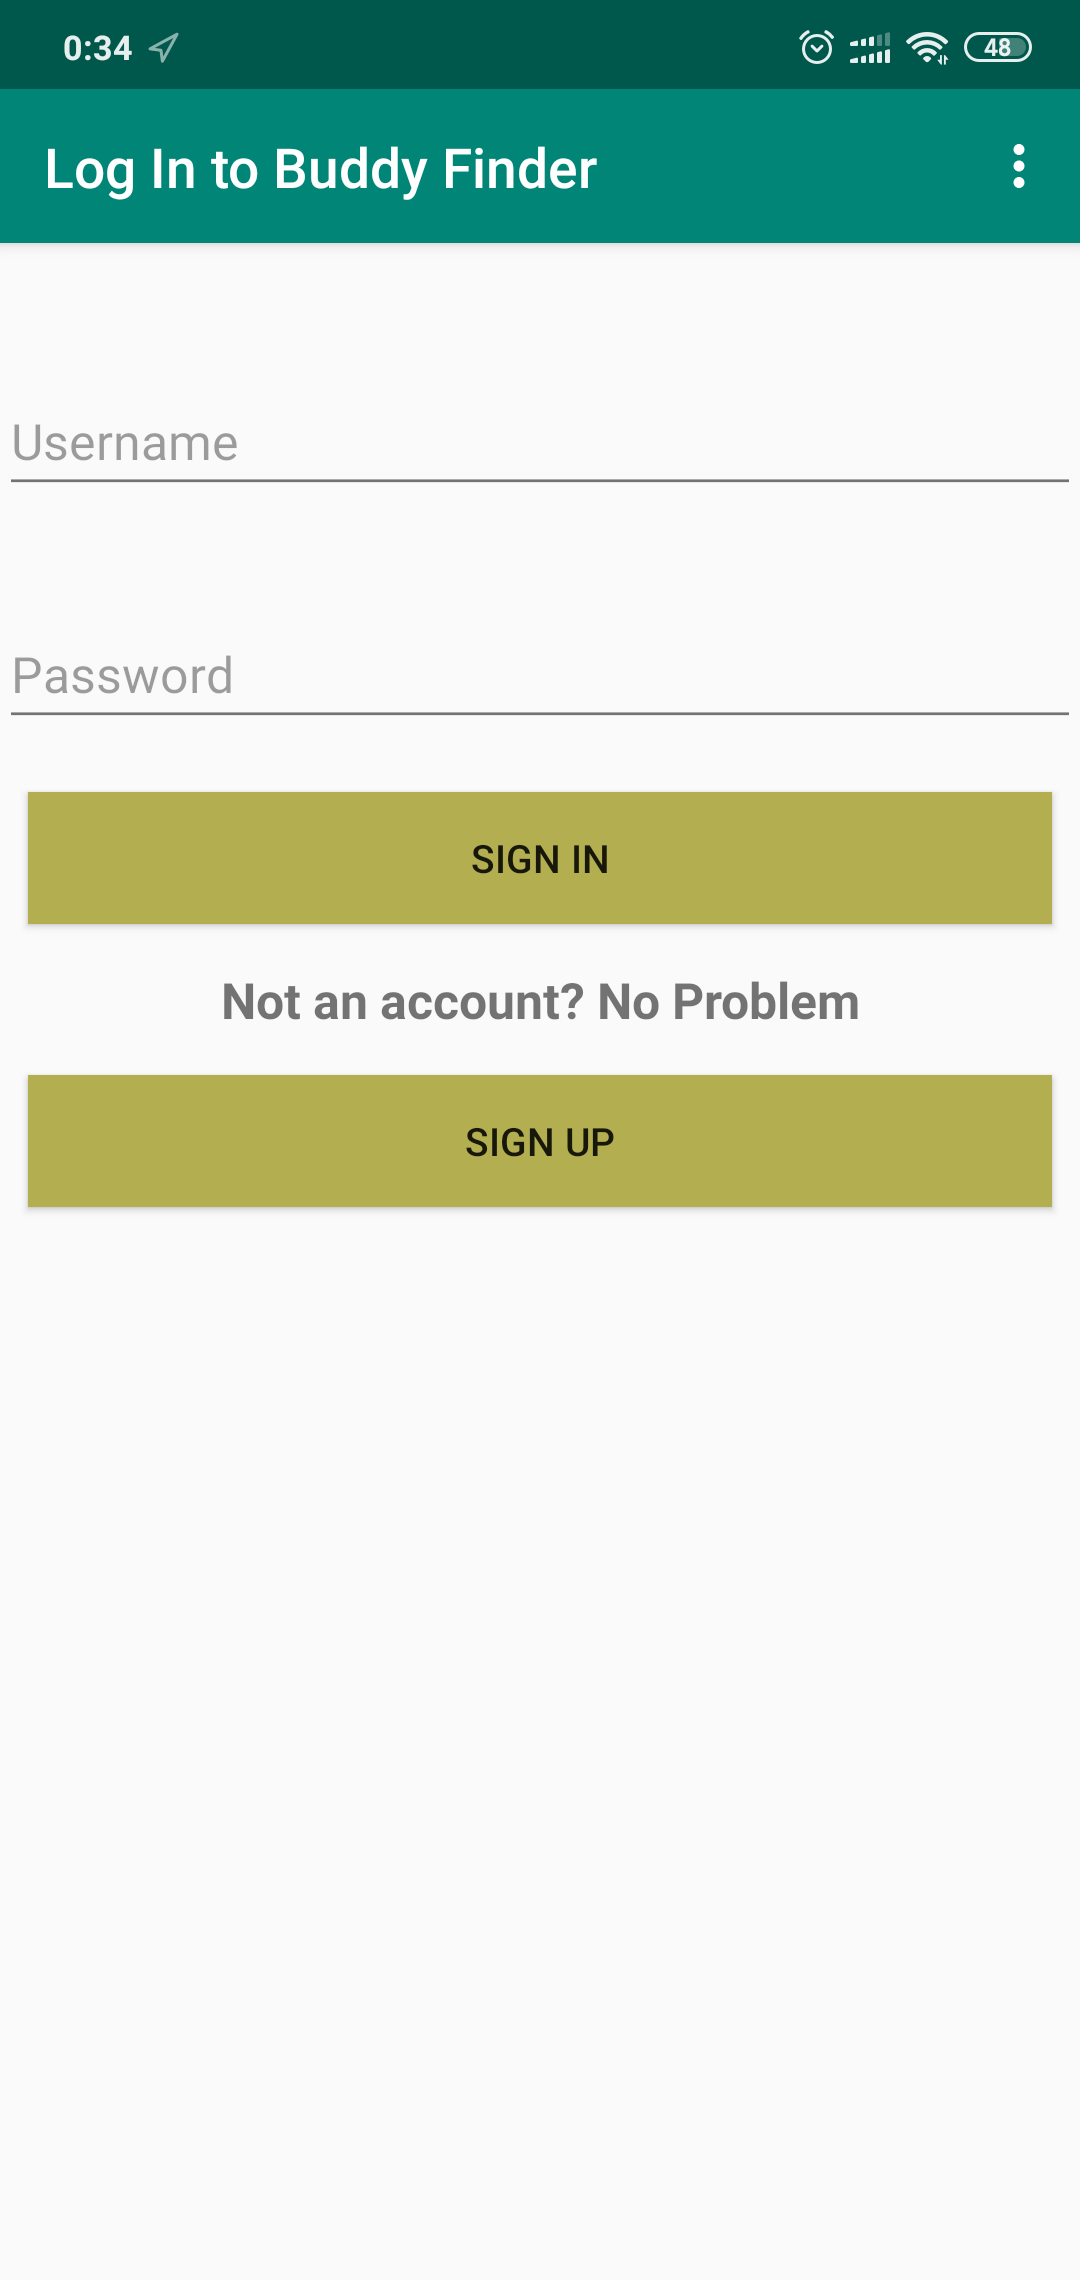 0:34
48
Log In to Buddy Finder
Username
Password
SIGN IN
Not an account? No Problem
SIGN UP